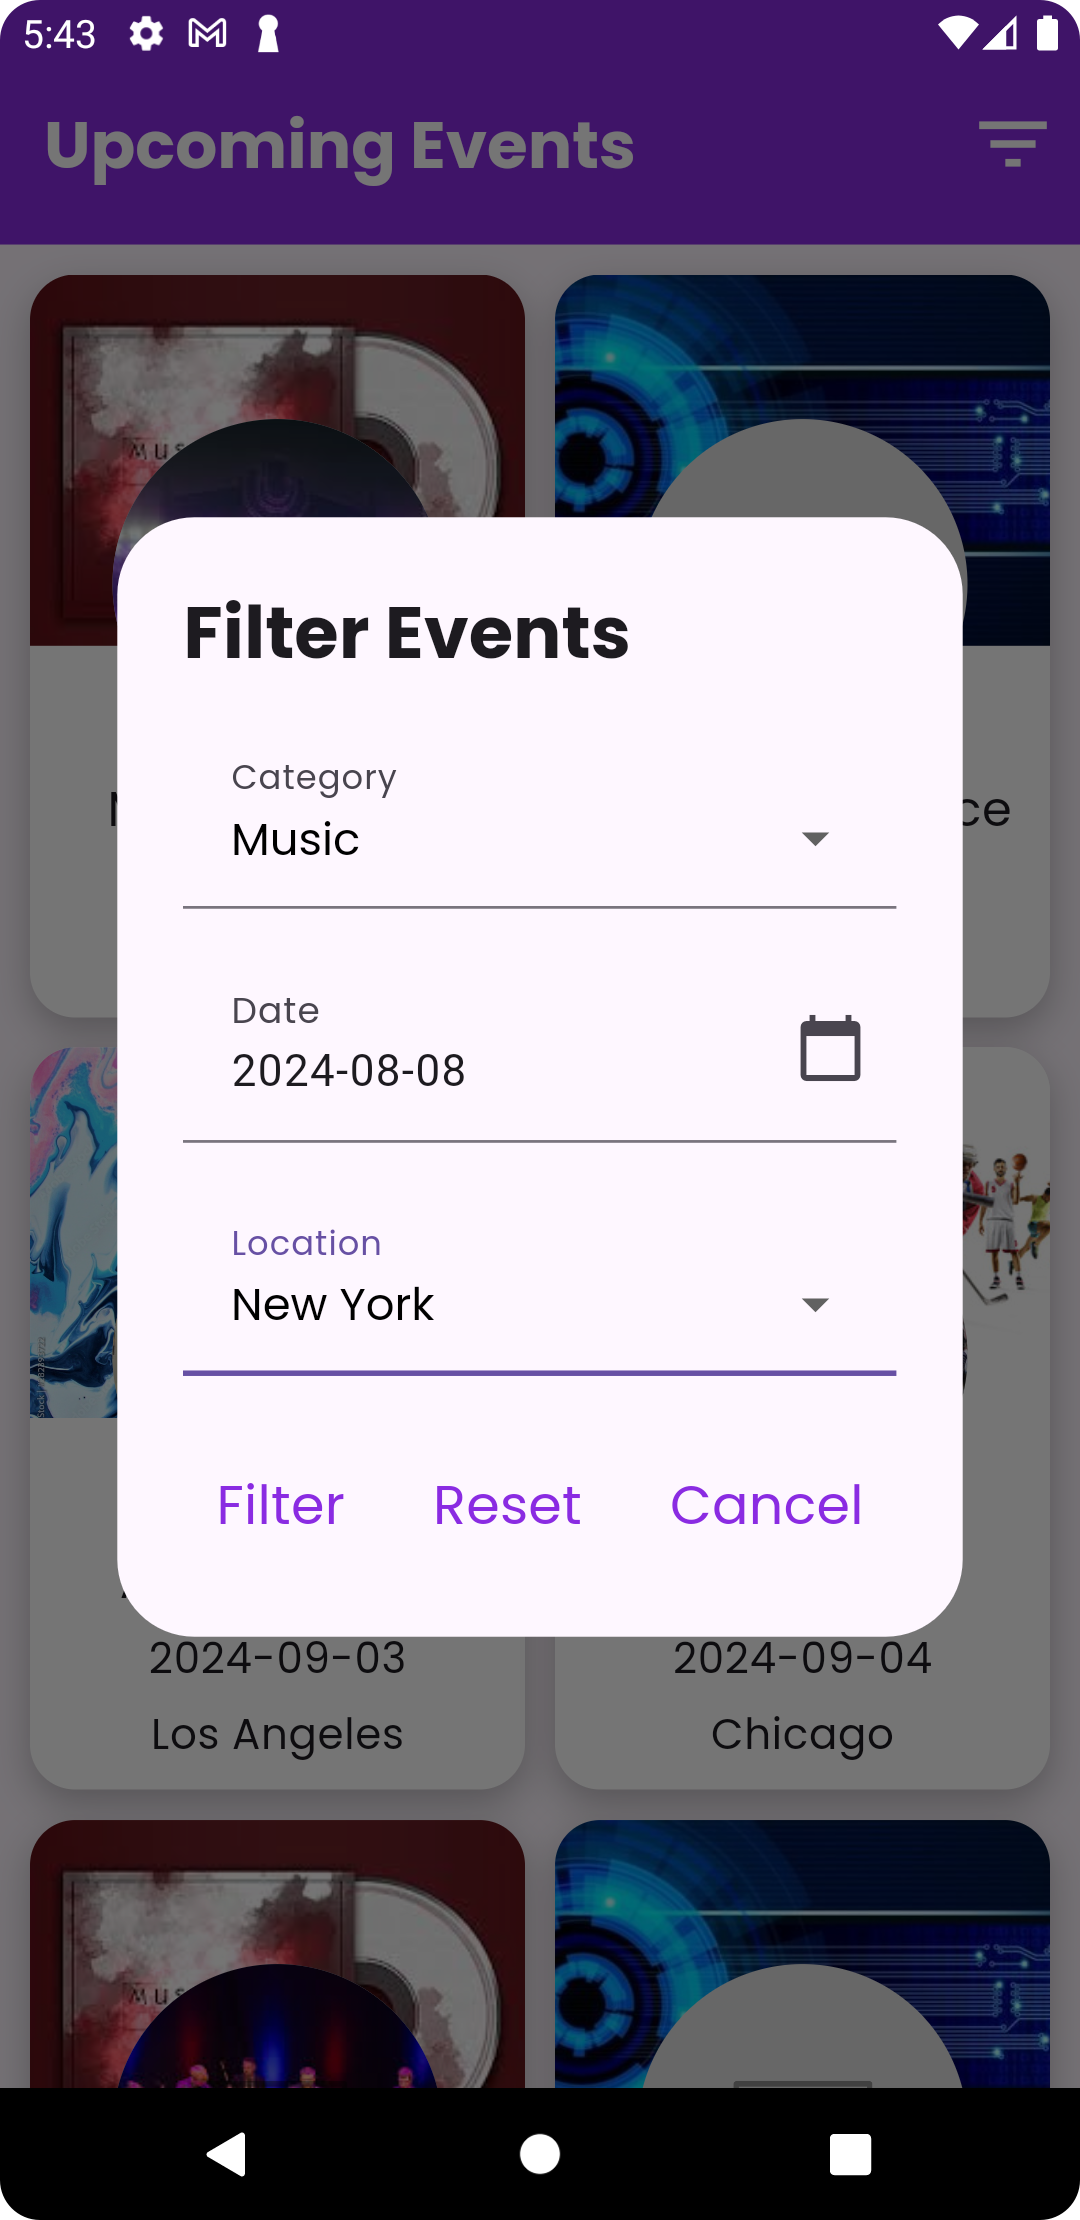 5:43
Upcoming Events
MUS
Filter Events
Category
Music
ce
Date
2024-08-08
Location
New York
Filter Reset Cancel
2024-09-03
2024-09-04
Los Angeles
Chicago
MUS